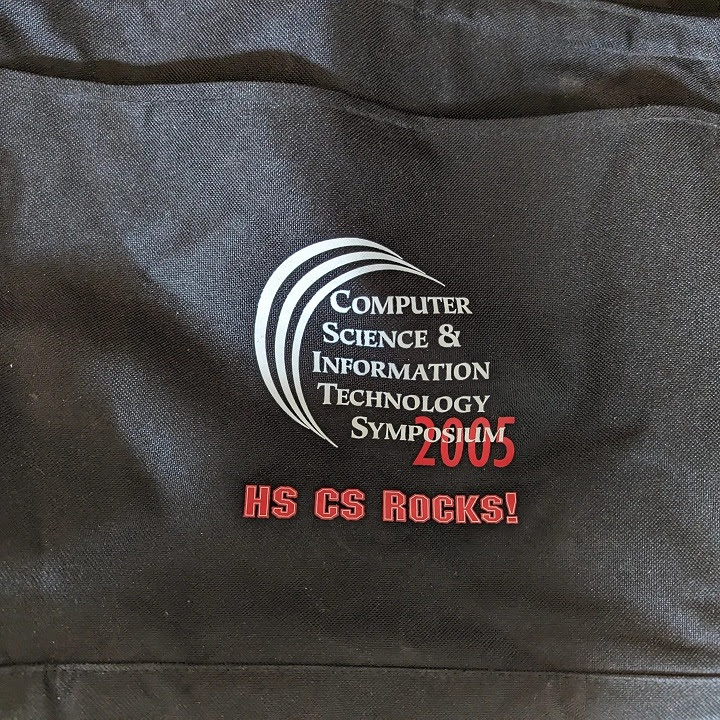 COMPUTER
SCIENCE &
INFORMATION
TECHNOLOGY
SYMPOSIUM
2005
HS CS ROCKS!